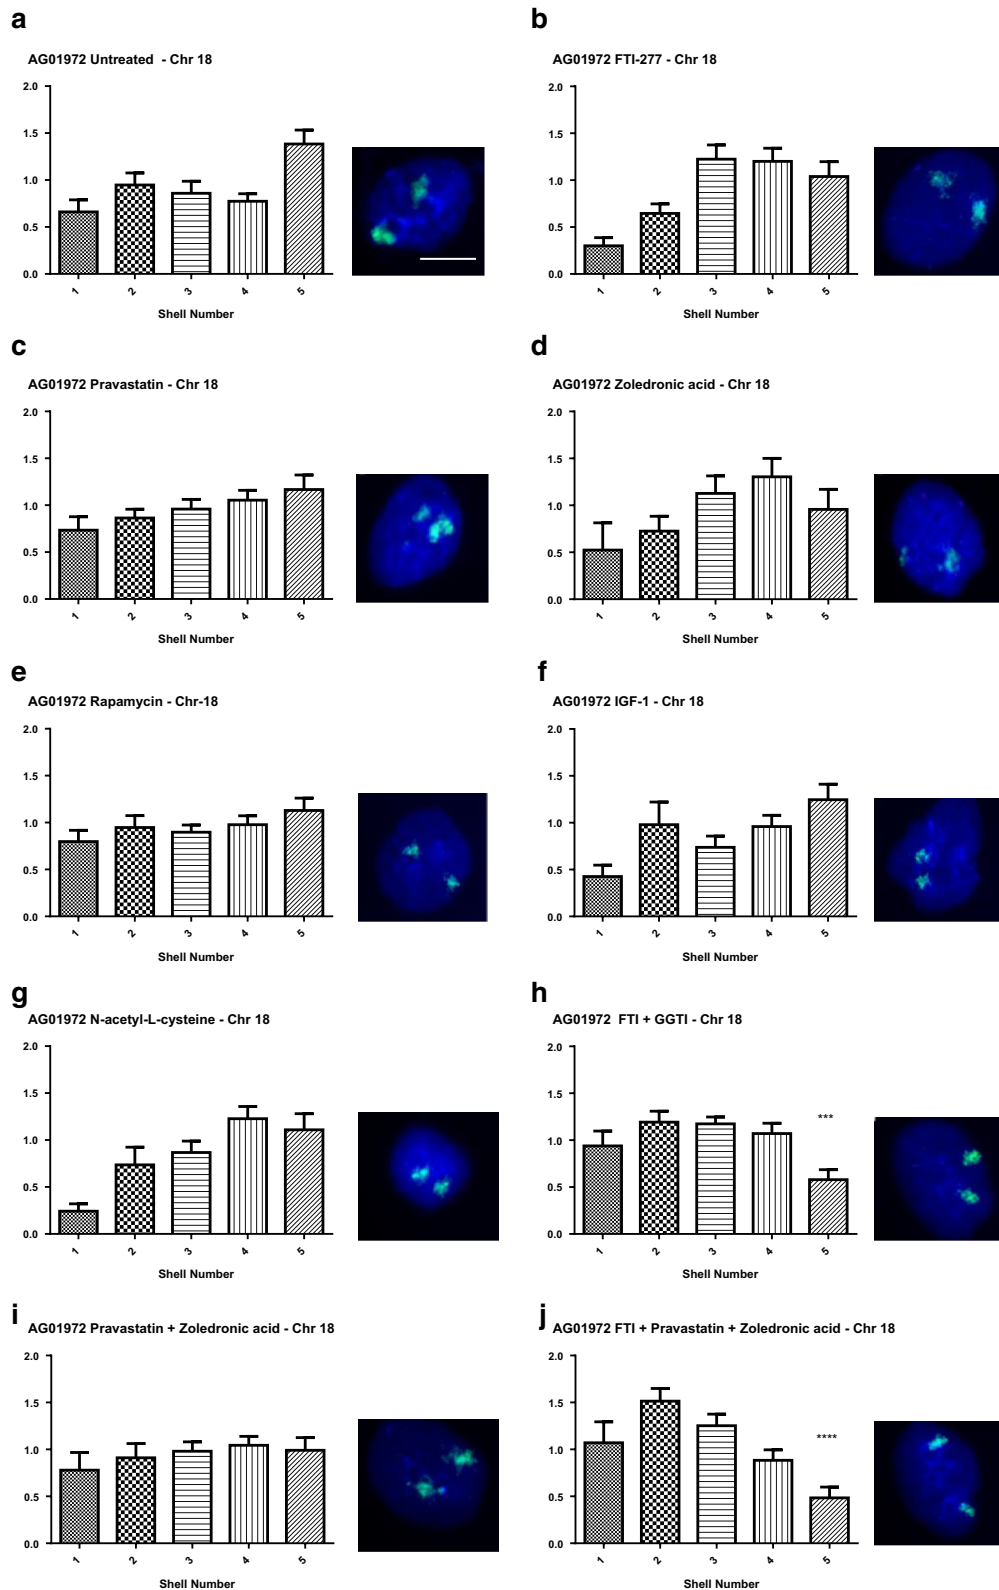 a
AG01972 Untreated - Chr 18
2.0
1.5
1.0
0.5
0.0
1 2 3 4 5
Shell Number
b
AG01972 FTI-277 - Chr 18
2.0
1.5
1.0
0.5
0.0
1 2 3 4 5
Shell Number
c
AG01972 Pravastatin - Chr 18
2.0
1.5
1.0
0.5
0.0
1 2 3 4 5
Shell Number
d
AG01972 Zoledronic acid - Chr 18
2.0
1.5
1.0
0.5
0.0
1 2 3 4 5
Shell Number
e
AG01972 Rapamycin - Chr-18
2.0
1.5
1.0
0.5
0.0
1 2 3 4 5
Shell Number
f
AG01972 IGF-1 - Chr 18
2.0
1.5
1.0
0.5
0.0
1 2 3 4 5
Shell Number
g
AG01972 N-acetyl-L-cysteine - Chr 18
2.0
1.5
1.0
0.5
0.0
1 2 3 4 5
Shell Number
h
AG01972 FTI + GGTI - Chr 18
2.0
1.5
1.0
0.5
0.0
***
1 2 3 4 5
Shell Number
i
AG01972 Pravastatin + Zoledronic acid - Chr 18
2.0
1.5
1.0
0.5
0.0
1 2 3 4 5
Shell Number
j
AG01972 FTI + Pravastatin + Zoledronic acid - Chr 18
2.0
1.5
1.0
0.5
0.0
****
1 2 3 4 5
Shell Number